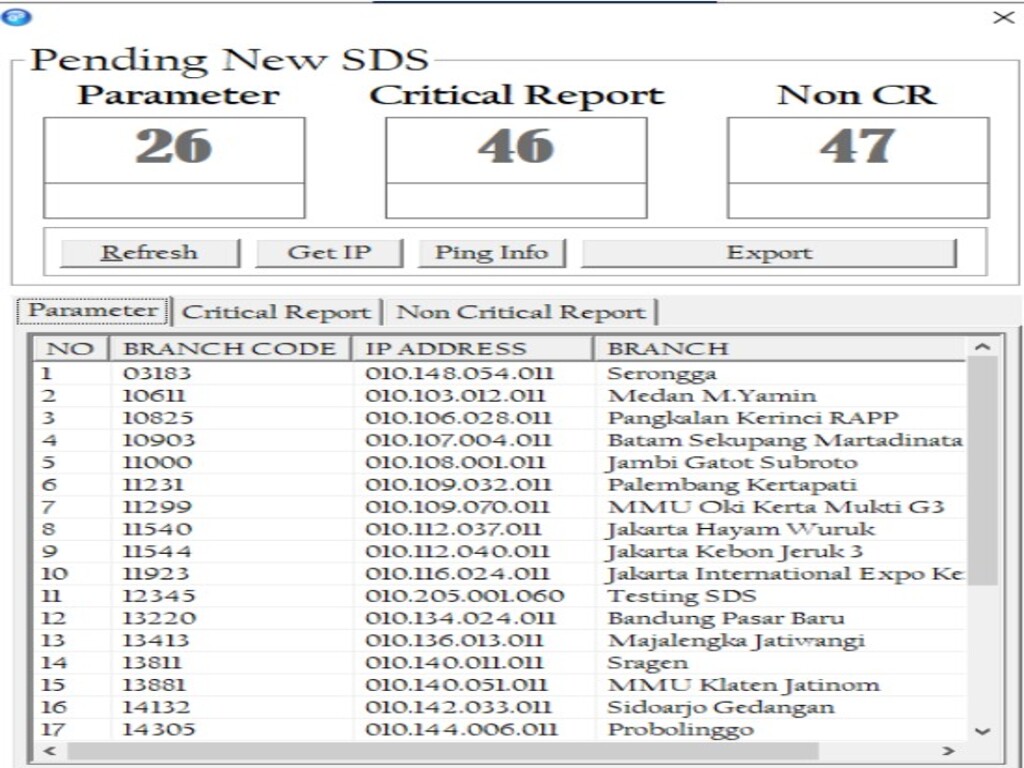 Pending New SDS
Parameter Critical Report Non CR
26 46 47
Refresh Get IP Ping Info Export
Parameter Critical Report Non Critical Report
NO BRANCH CODE IP ADDRESS BRANCH
1 03183 010.148.054.011 Serongga
2 10611 010.103.012.011 Medan M.Yamin
3 10825 010.106.028.011 Pangkalan Kerinci RAPP
4 10903 010.107.004.011 Batam Sekupang Martadinata
5 11000 010.108.001.011 Jambi Gatot Subroto
6 11231 010.109.032.011 Palembang Kertapati
7 11299 010.109.070.011 MMU Oki Kerta Mukti G3
8 11540 010.112.037.011 Jakarta Hayam Wuruk
9 11544 010.112.040.011 Jakarta Kebon Jeruk 3
10 11923 010.116.024.011 Jakarta International Expo Ke
11 12345 010.205.001.060 Testing SDS
12 13220 010.134.024.011 Bandung Pasar Baru
13 13413 010.136.013.011 Majalengka Jatiwangi
14 13811 010.140.011.011 Sragen
15 13881 010.140.051.011 MMU Klaten Jatinom
16 14132 010.142.033.011 Sidoarjo Gedangan
17 14305 010.144.006.011 Probolinggo